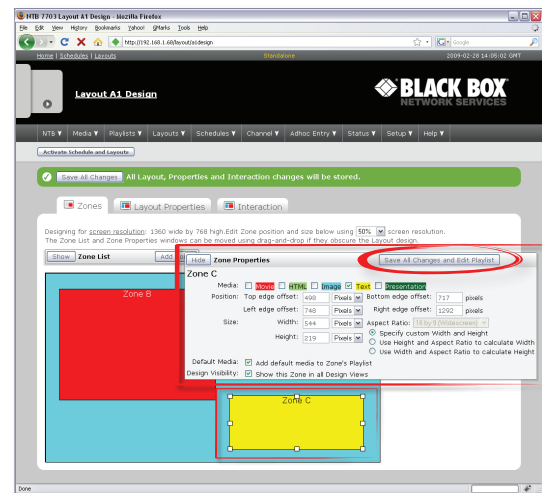 NTB 7703 Layout A1 Design - Mozilla Firefox
File Edit View History Bookmarks Yahoo! GMarks Tools Help
http://192.168.1.68/layout/a1design
Google
Home | Schedules | Layouts Standalone 2009-02-28 14:05:02 GMT
Layout A1 Design
BLACK BOX®
NETWORK SERVICES
NTB Media Playlists Layouts Schedules Channel Adhoc Entry Status Setup Help
Activate Schedule and Layouts
Save All Changes All Layout, Properties and Interaction changes will be stored.
Zones Layout Properties Interaction
Designing for screen resolution: 1360 wide by 768 high.Edit Zone position and size below using 50% screen resolution.
The Zone List and Zone Properties windows can be moved using drag-and-drop if they obscure the Layout design.
Show Zone List Add
Hide Zone Properties Save All Changes and Edit Playlist
Zone C
Media: Movie HTML Image Text Presentation
Position: Top edge offset: 498 Pixels Bottom edge offset: 717 pixels
Left edge offset: 748 Pixels Right edge offset: 1292 pixels
Size: Width: 544 Pixels Aspect Ratio: 16 by 9 (Widescreen)
Specify custom Width and Height
Height: 219 Pixels Use Height and Aspect Ratio to calculate Width
Use Width and Aspect Ratio to calculate Height
Default Media: Add default media to Zone's Playlist
Design Visibility: Show this Zone in all Design Views
Zone B
Zone C
Done